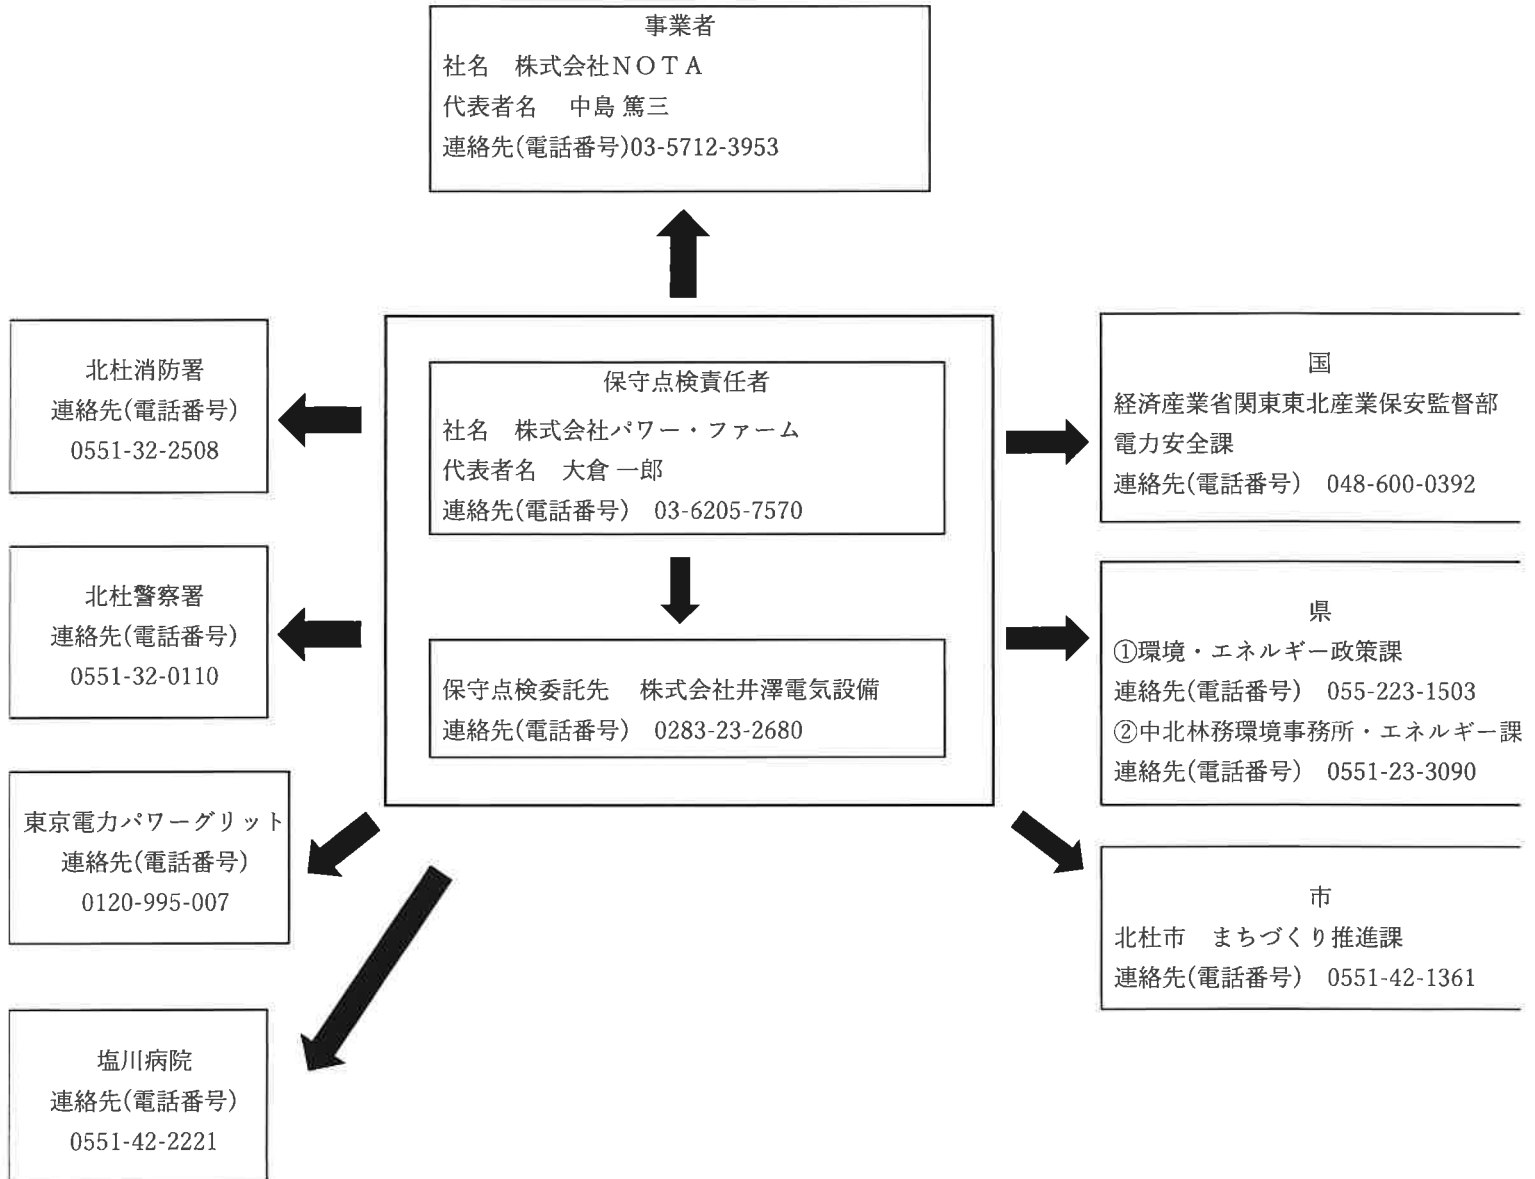 事業者
社名　株式会社ＮＯＴＡ
代表者名　中島 篤三
連絡先(電話番号)03-5712-3953
北杜消防署
連絡先(電話番号)
0551-32-2508
保守点検責任者
社名　株式会社パワー・ファーム
代表者名　大倉 一郎
連絡先(電話番号)　03-6205-7570
国
経済産業省関東東北産業保安監督部
電力安全課
連絡先(電話番号)　048-600-0392
北杜警察署
連絡先(電話番号)
0551-32-0110
保守点検委託先　株式会社井澤電気設備
連絡先(電話番号)　0283-23-2680
県
①環境・エネルギー政策課
連絡先(電話番号)　055-223-1503
②中北林務環境事務所・エネルギー課
連絡先(電話番号)　0551-23-3090
東京電力パワーグリット
連絡先(電話番号)
0120-995-007
市
北杜市　まちづくり推進課
連絡先(電話番号)　0551-42-1361
塩川病院
連絡先(電話番号)
0551-42-2221